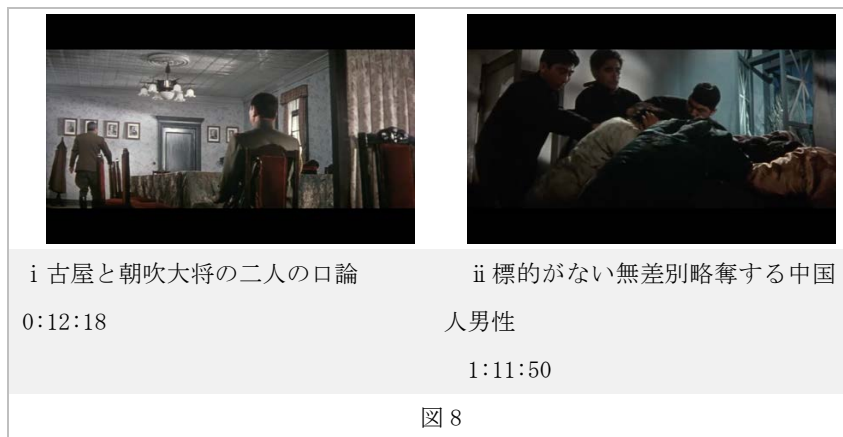 ⅰ古屋と朝吹大将の二人の口論
0:12:18
ⅱ標的がない無差別略奪する中国
人男性
1:11:50
図 8